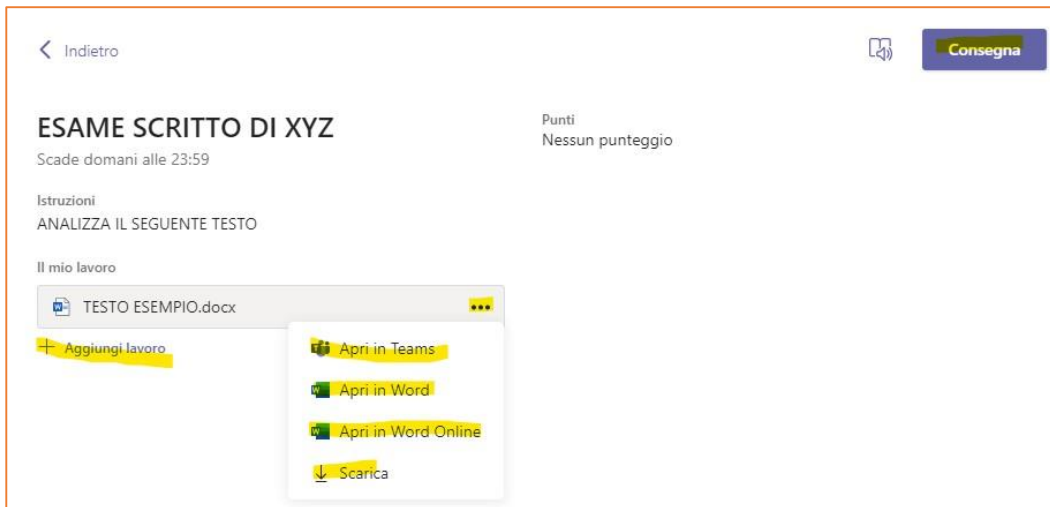 Indietro
Consegna
ESAME SCRITTO DI XYZ
Scade domani alle 23:59
Punti
Nessun punteggio
Istruzioni
ANALIZZA IL SEGUENTE TESTO
Il mio lavoro
TESTO ESEMPIO.docx
+ Aggiungi lavoro
Apri in Teams
Apri in Word
Apri in Word Online
Scarica